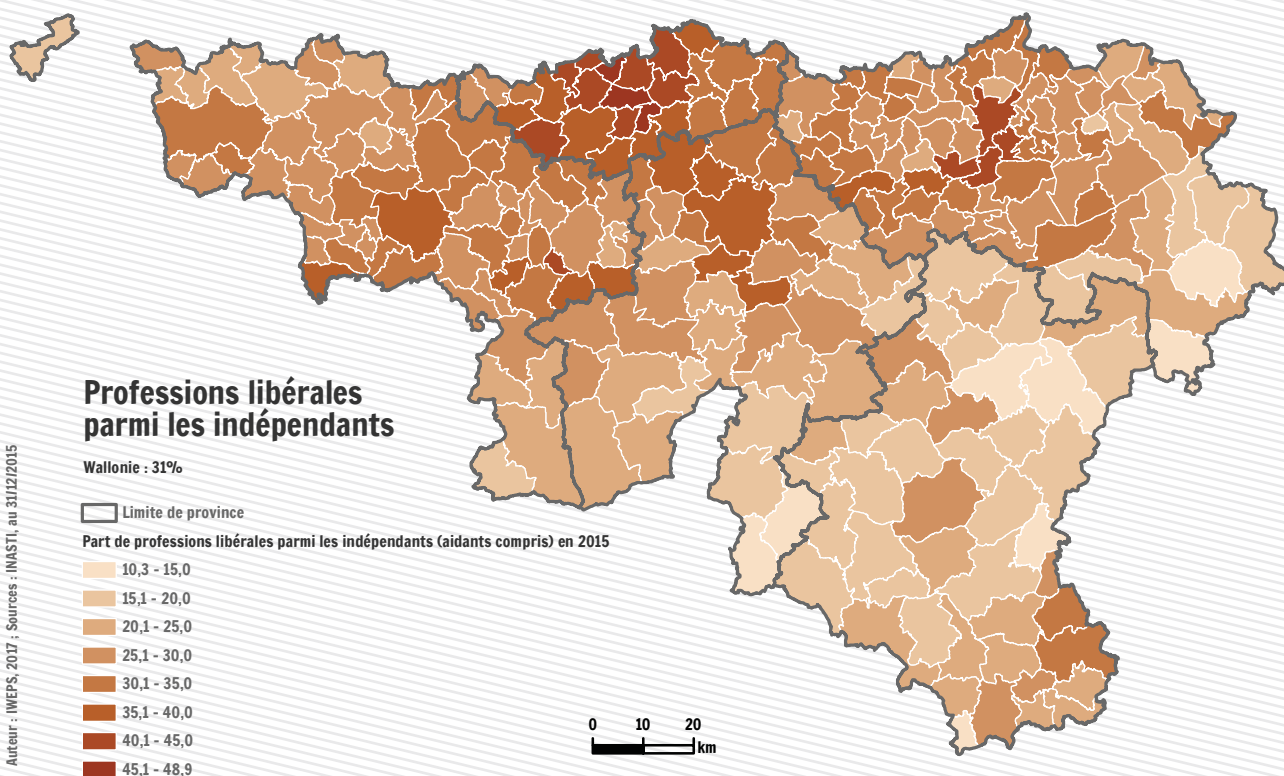 Professions libérales
parmi les indépendants
Wallonie : 31%
Limite de province
Part de professions libérales parmi les indépendants (aidants compris) en 2015
10,3 - 15,0
15,1 - 20,0
20,1 - 25,0
25,1 - 30,0
30,1 - 35,0
35,1 - 40,0
40,1 - 45,0
45,1 - 48,9
Auteur : IWEPS, 2017 ; Sources : INASTI, au 31/12/2015
0 10 20
km